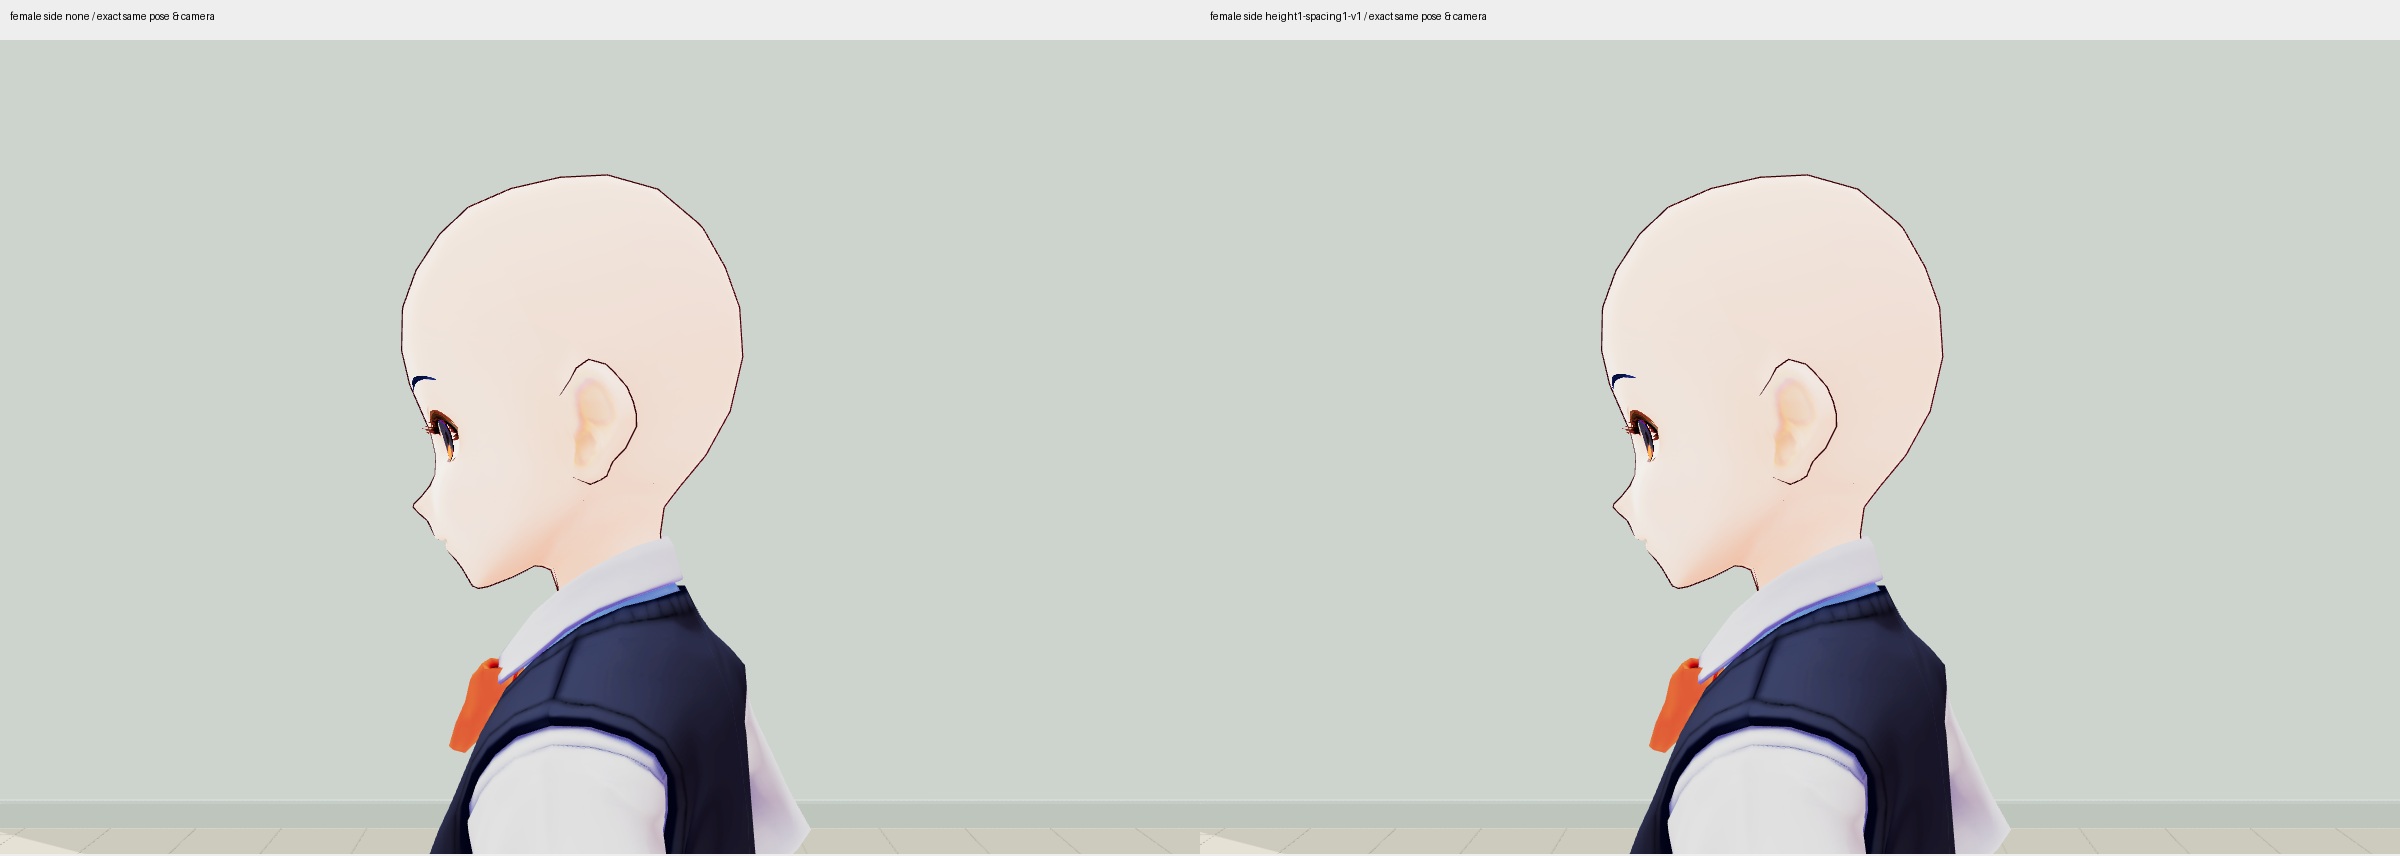 female side none / exact same pose & camera
female side height1-spacing1-v1 / exact same pose & camera